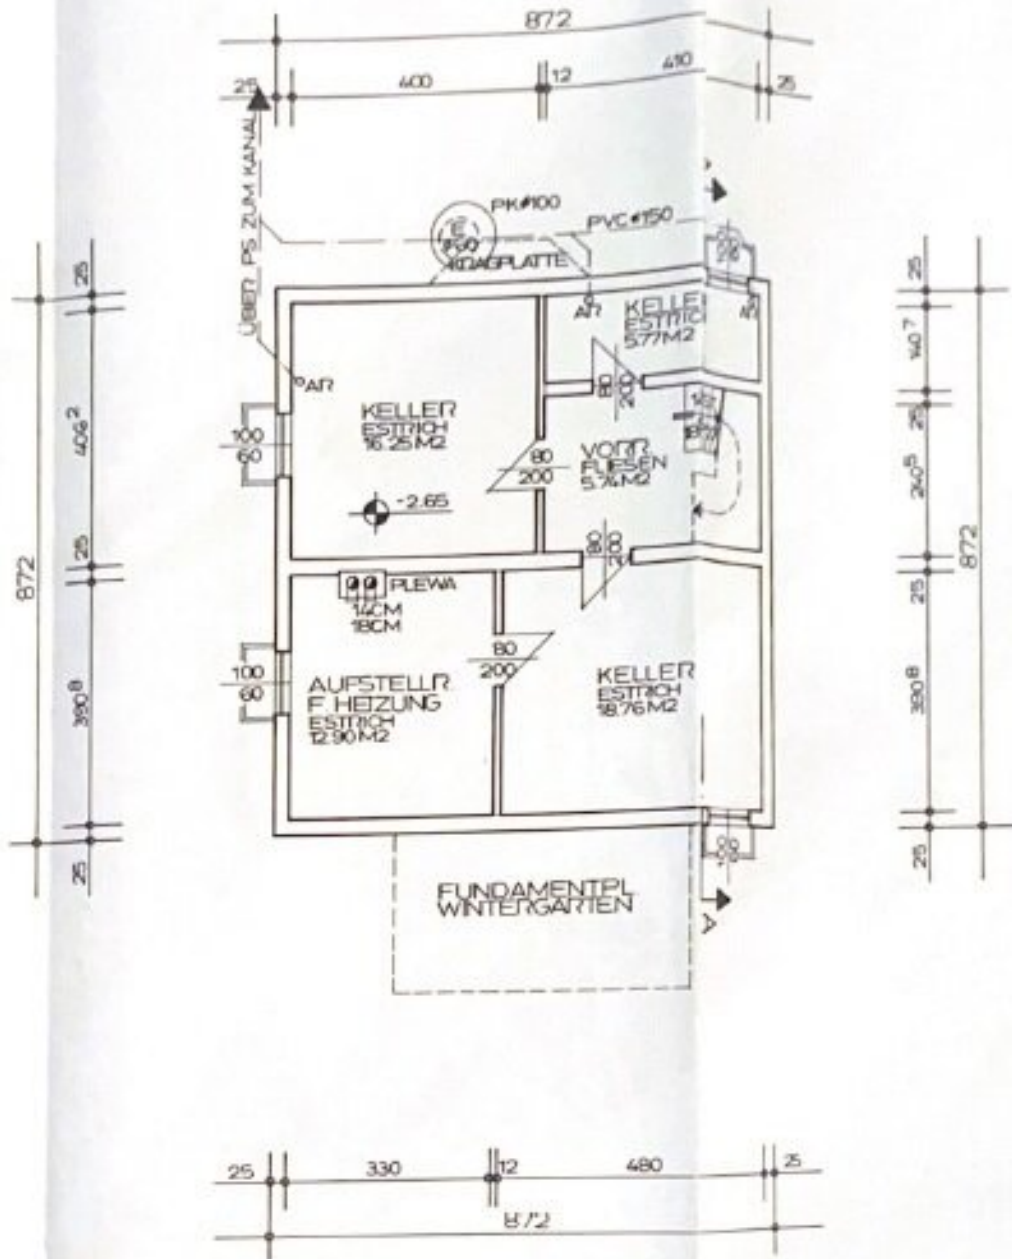 872
25
400
12
410
25
ÜBER PS ZUM KANAL
PK⌀100
PVC⌀150
KRAGPLATTE
25
406²
25
390⁸
25
872
25
140⁷
25
240⁵
25
390⁸
25
872
AR
KELLER
ESTRICH
5.77 M2
AR
KELLER
ESTRICH
16.25 M2
100
60
80
200
80
200
VORR.
FLIESEN
5.74 M2
-2.65
80
200
PLEWA
14CM
18CM
100
60
AUFSTELLR.
F. HEIZUNG
ESTRICH
12.90 M2
80
200
KELLER
ESTRICH
18.76 M2
FUNDAMENTPL
WINTERGARTEN
A
25
330
12
480
25
872